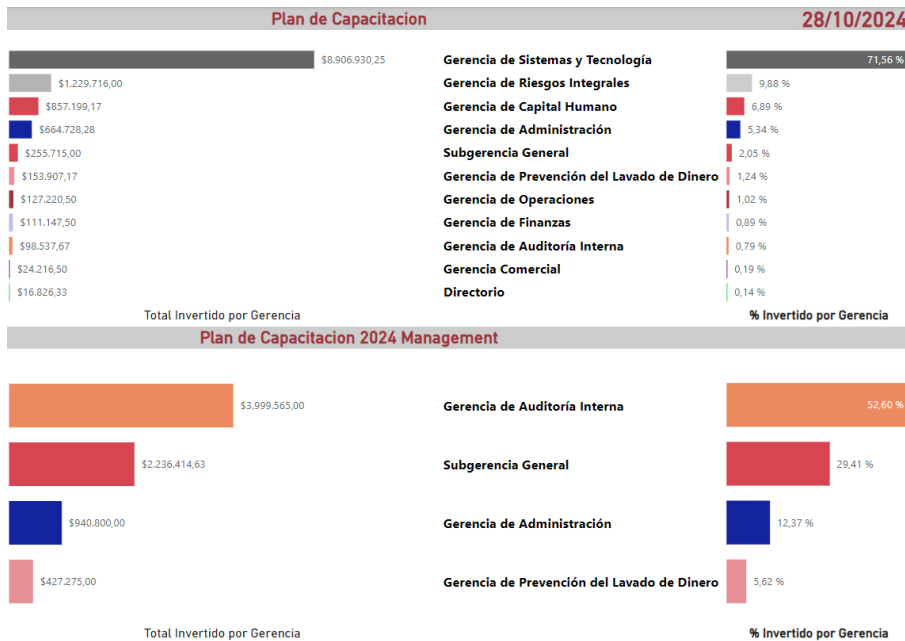 Plan de Capacitacion 28/10/2024
$8.906.930,25 Gerencia de Sistemas y Tecnología 71,56 %
$1.229.716,00 Gerencia de Riesgos Integrales 9,88 %
$857.199,17 Gerencia de Capital Humano 6,89 %
$664.728,28 Gerencia de Administración 5,34 %
$255.715,00 Subgerencia General 2,05 %
$153.907,17 Gerencia de Prevención del Lavado de Dinero 1,24 %
$127.220,50 Gerencia de Operaciones 1,02 %
$111.147,50 Gerencia de Finanzas 0,89 %
$98.537,67 Gerencia de Auditoría Interna 0,79 %
$24.216,50 Gerencia Comercial 0,19 %
$16.826,33 Directorio 0,14 %
Total Invertido por Gerencia % Invertido por Gerencia
Plan de Capacitacion 2024 Management
$3.999.565,00 Gerencia de Auditoría Interna 52,60 %
$2.236.414,63 Subgerencia General 29,41 %
$940.800,00 Gerencia de Administración 12,37 %
$427.275,00 Gerencia de Prevención del Lavado de Dinero 5,62 %
Total Invertido por Gerencia % Invertido por Gerencia